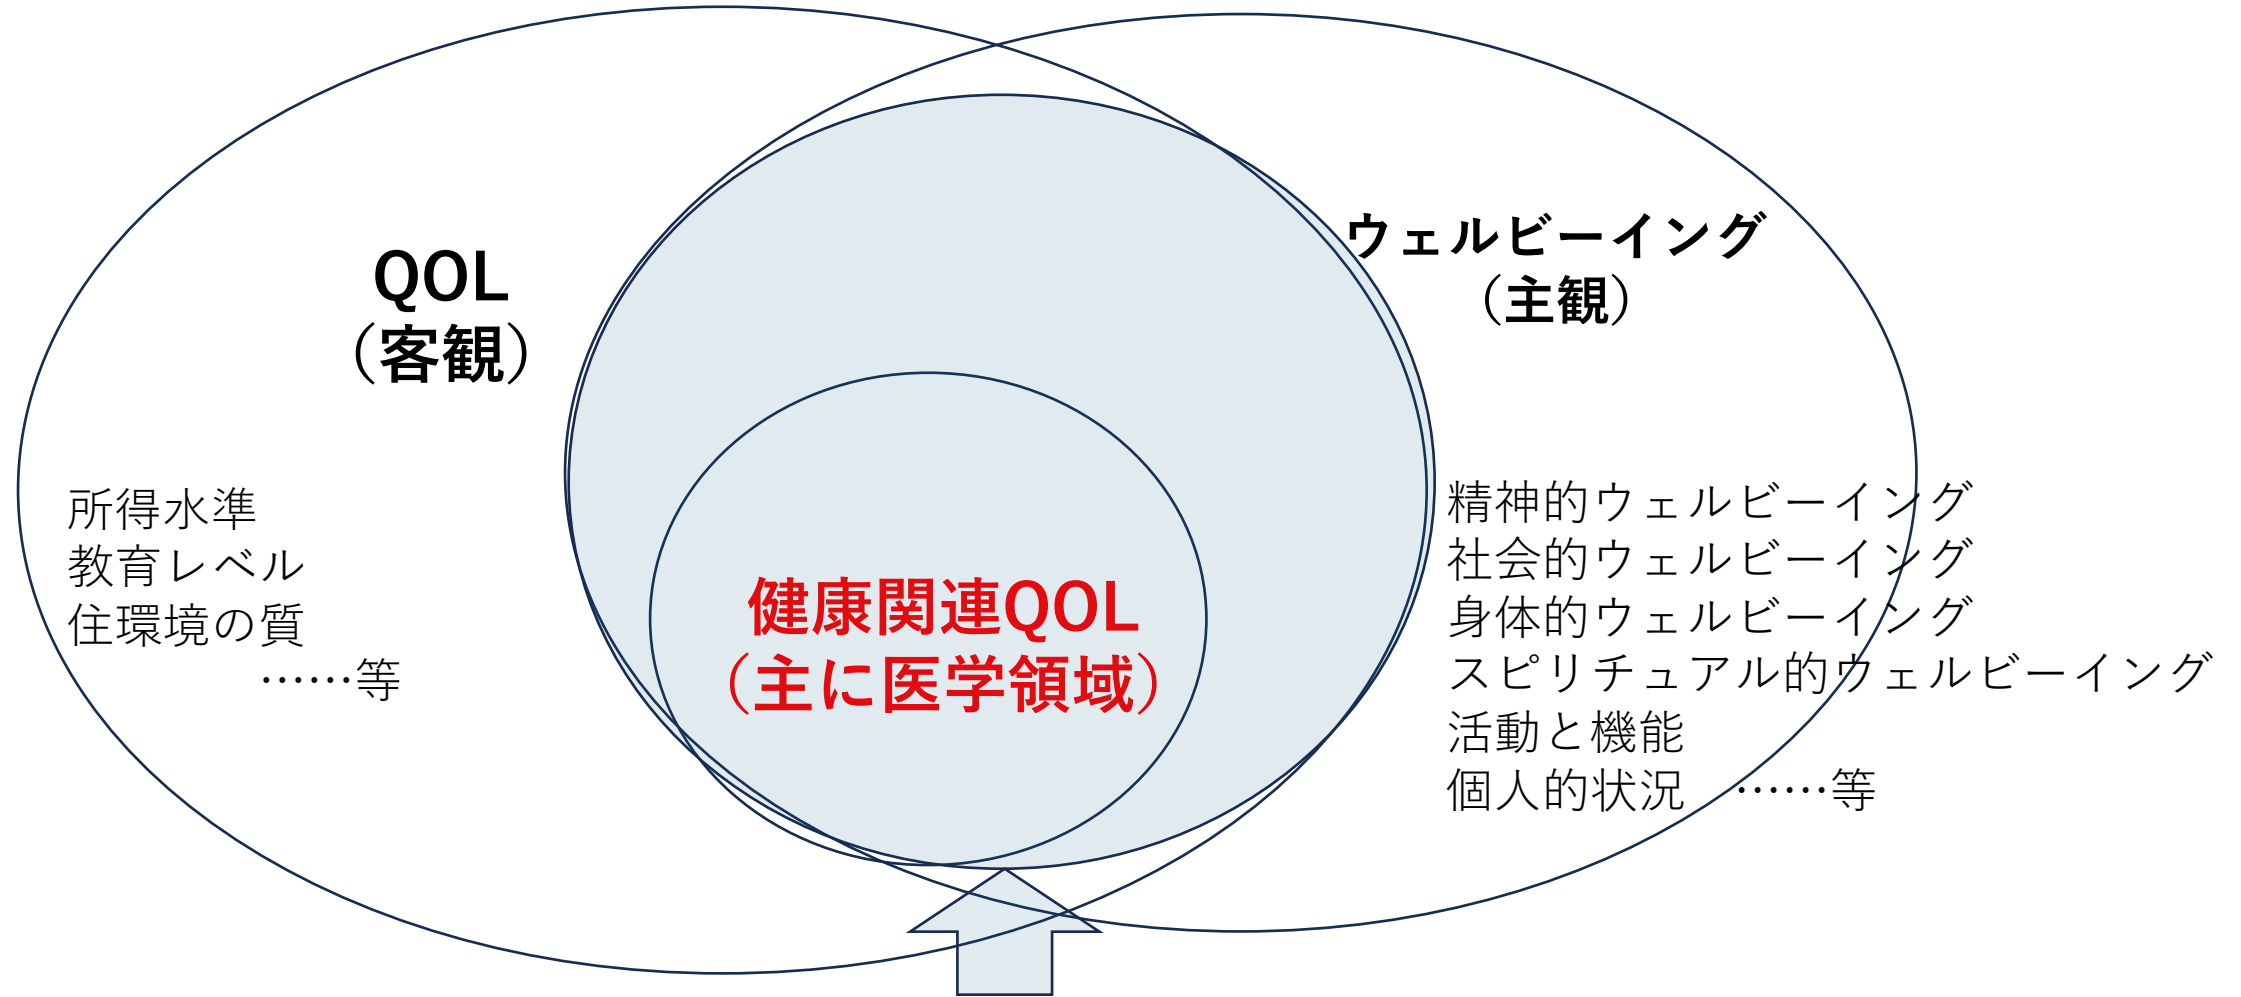 QOL
（客観）
所得水準
教育レベル
住環境の質
……等
健康関連QOL
（主に医学領域）
ウェルビーイング
（主観）
精神的ウェルビーイング
社会的ウェルビーイング
身体的ウェルビーイング
スピリチュアル的ウェルビーイング
活動と機能
個人的状況　……等